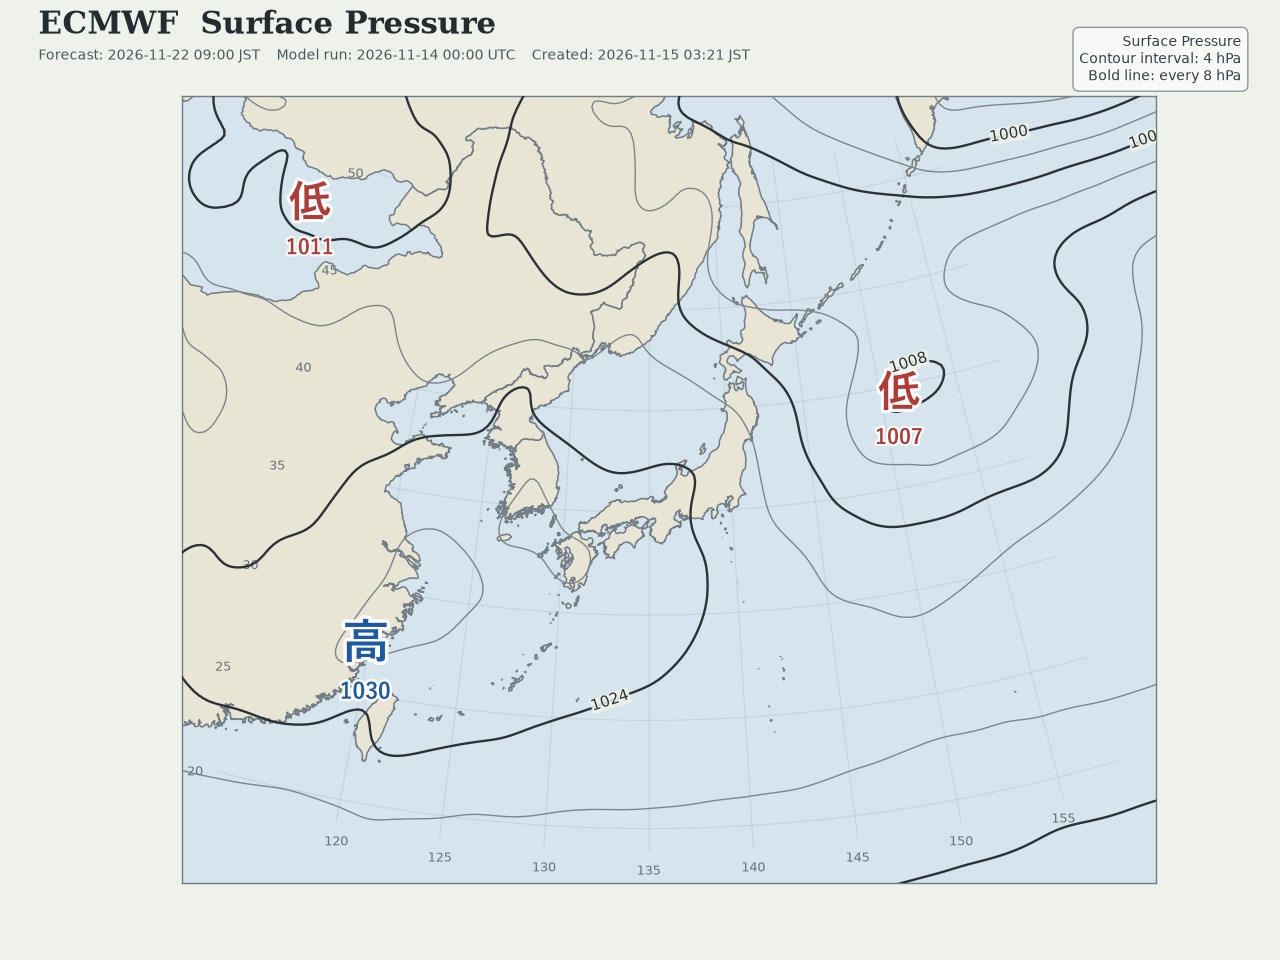 ECMWF  Surface Pressure
Forecast: 2026-11-22 09:00 JST    Model run: 2026-11-14 00:00 UTC    Created: 2026-11-15 03:21 JST
Surface Pressure
Contour interval: 4 hPa
Bold line: every 8 hPa
1000
100
50
低
1011
45
1008
40
低
1007
35
30
高
25
1030
1024
20
155
120
150
125
145
130
140
135